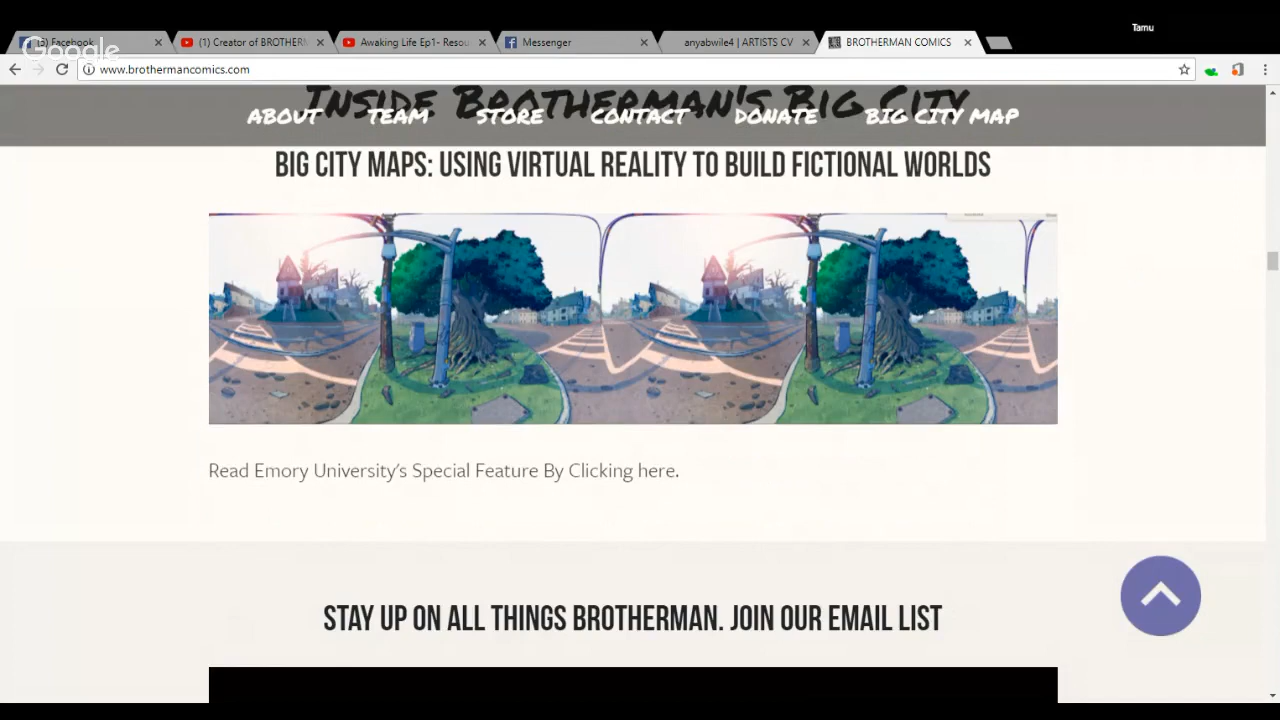 Tamu
Google
(3) Facebook
(1) Creator of BROTHERM
Awaking Life Ep1- Resou
Messenger
anyabwile4 | ARTISTS CV
BROTHERMAN COMICS
www.brothermancomics.com
Inside Brotherman's Big City
ABOUT TEAM STORE CONTACT DONATE BIG CITY MAP
BIG CITY MAPS: USING VIRTUAL REALITY TO BUILD FICTIONAL WORLDS
Read Emory University's Special Feature By Clicking here.
STAY UP ON ALL THINGS BROTHERMAN. JOIN OUR EMAIL LIST